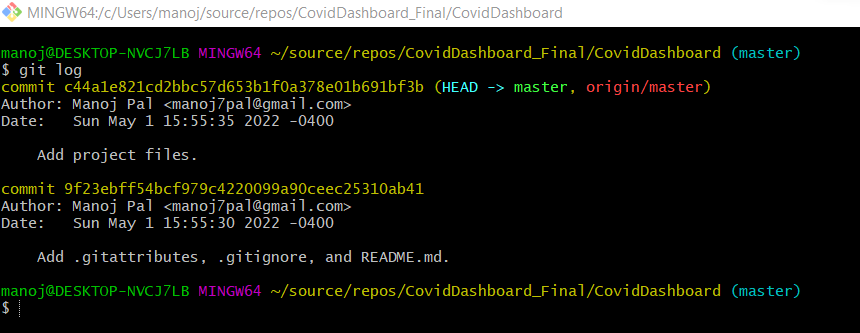 MINGW64:/c/Users/manoj/source/repos/CovidDashboard_Final/CovidDashboard
manoj@DESKTOP-NVCJ7LB MINGW64 ~/source/repos/CovidDashboard_Final/CovidDashboard (master)
$ git log
commit c44a1e821cd2bbc57d653b1f0a378e01b691bf3b (HEAD -> master, origin/master)
Author: Manoj Pal <manoj7pal@gmail.com>
Date:   Sun May 1 15:55:35 2022 -0400
    Add project files.
commit 9f23ebff54bcf979c4220099a90ceec25310ab41
Author: Manoj Pal <manoj7pal@gmail.com>
Date:   Sun May 1 15:55:30 2022 -0400
    Add .gitattributes, .gitignore, and README.md.
manoj@DESKTOP-NVCJ7LB MINGW64 ~/source/repos/CovidDashboard_Final/CovidDashboard (master)
$